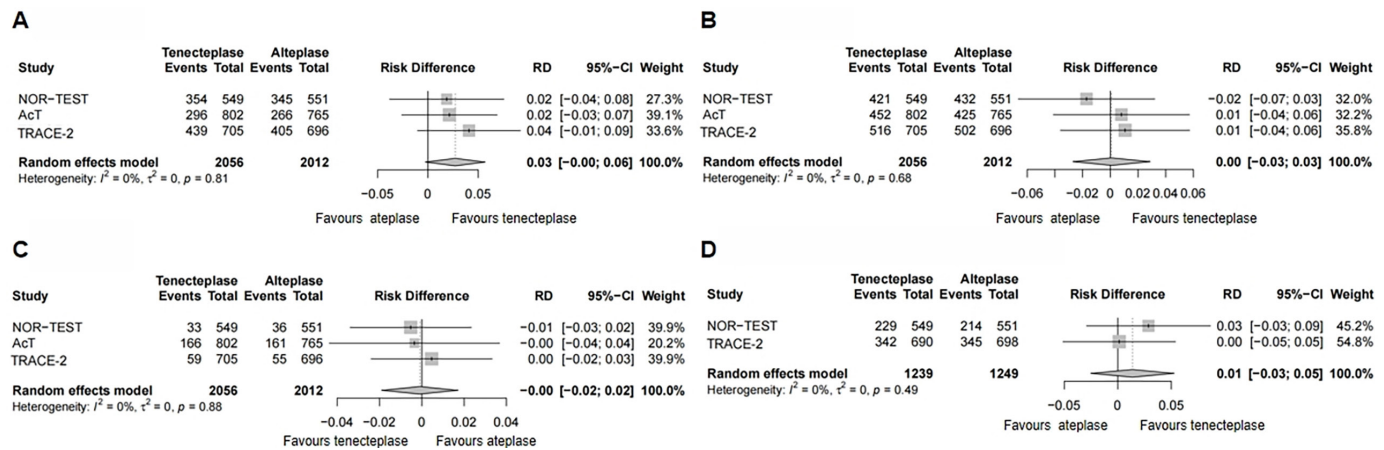 A
Tenecteplase Alteplase
Study Events Total Events Total Risk Difference RD 95%−CI Weight
NOR−TEST 354 549 345 551 0.02 [−0.04; 0.08] 27.3%
AcT 296 802 266 765 0.02 [−0.03; 0.07] 39.1%
TRACE−2 439 705 405 696 0.04 [−0.01; 0.09] 33.6%
Random effects model 2056 2012 0.03 [−0.00; 0.06] 100.0%
Heterogeneity: I² = 0%, τ² = 0, p = 0.81
−0.05 0 0.05
Favours ateplase Favours tenecteplase
B
Tenecteplase Alteplase
Study Events Total Events Total Risk Difference RD 95%−CI Weight
NOR−TEST 421 549 432 551 −0.02 [−0.07; 0.03] 32.0%
AcT 452 802 425 765 0.01 [−0.04; 0.06] 32.2%
TRACE−2 516 705 502 696 0.01 [−0.04; 0.06] 35.8%
Random effects model 2056 2012 0.00 [−0.03; 0.03] 100.0%
Heterogeneity: I² = 0%, τ² = 0, p = 0.68
−0.06 −0.02 0 0.02 0.04 0.06
Favours ateplase Favours tenecteplase
C
Tenecteplase Alteplase
Study Events Total Events Total Risk Difference RD 95%−CI Weight
NOR−TEST 33 549 36 551 −0.01 [−0.03; 0.02] 39.9%
AcT 166 802 161 765 −0.00 [−0.04; 0.04] 20.2%
TRACE−2 59 705 55 696 0.00 [−0.02; 0.03] 39.9%
Random effects model 2056 2012 −0.00 [−0.02; 0.02] 100.0%
Heterogeneity: I² = 0%, τ² = 0, p = 0.88
−0.04 −0.02 0 0.02 0.04
Favours tenecteplase Favours ateplase
D
Tenecteplase Alteplase
Study Events Total Events Total Risk Difference RD 95%−CI Weight
NOR−TEST 229 549 214 551 0.03 [−0.03; 0.09] 45.2%
TRACE−2 342 690 345 698 0.00 [−0.05; 0.05] 54.8%
Random effects model 1239 1249 0.01 [−0.03; 0.05] 100.0%
Heterogeneity: I² = 0%, τ² = 0, p = 0.49
−0.05 0 0.05
Favours ateplase Favours tenecteplase